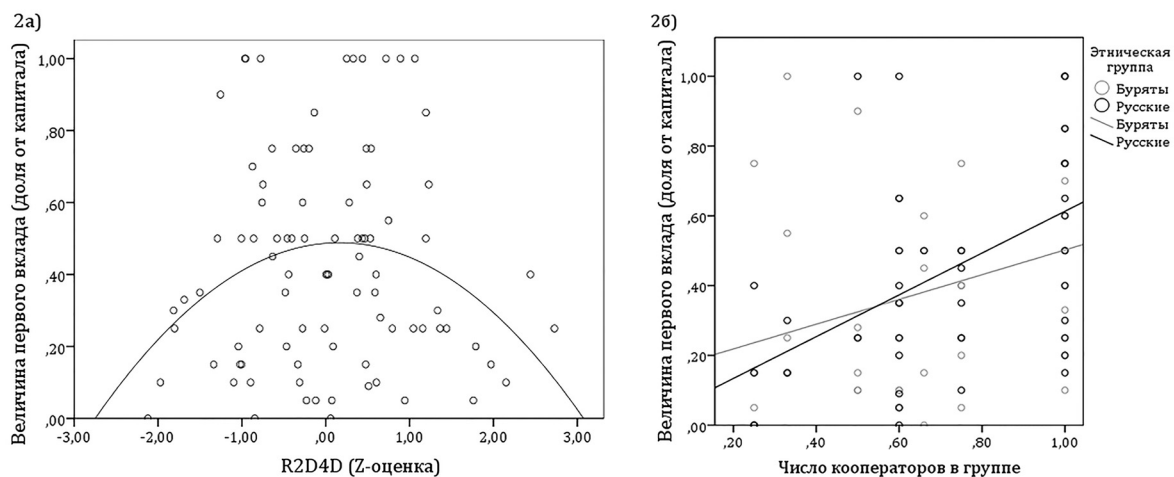 2а)
Величина первого вклада (доля от капитала)
1,00
,80
,60
,40
,20
,00
-3,00 -2,00 -1,00 ,00 1,00 2,00 3,00
R2D4D (Z-оценка)
2б)
Величина первого вклада (доля от капитала)
1,00
,80
,60
,40
,20
,00
,20 ,40 ,60 ,80 1,00
Число кооператоров в группе
Этническая
группа
Буряты
Русские
Буряты
Русские